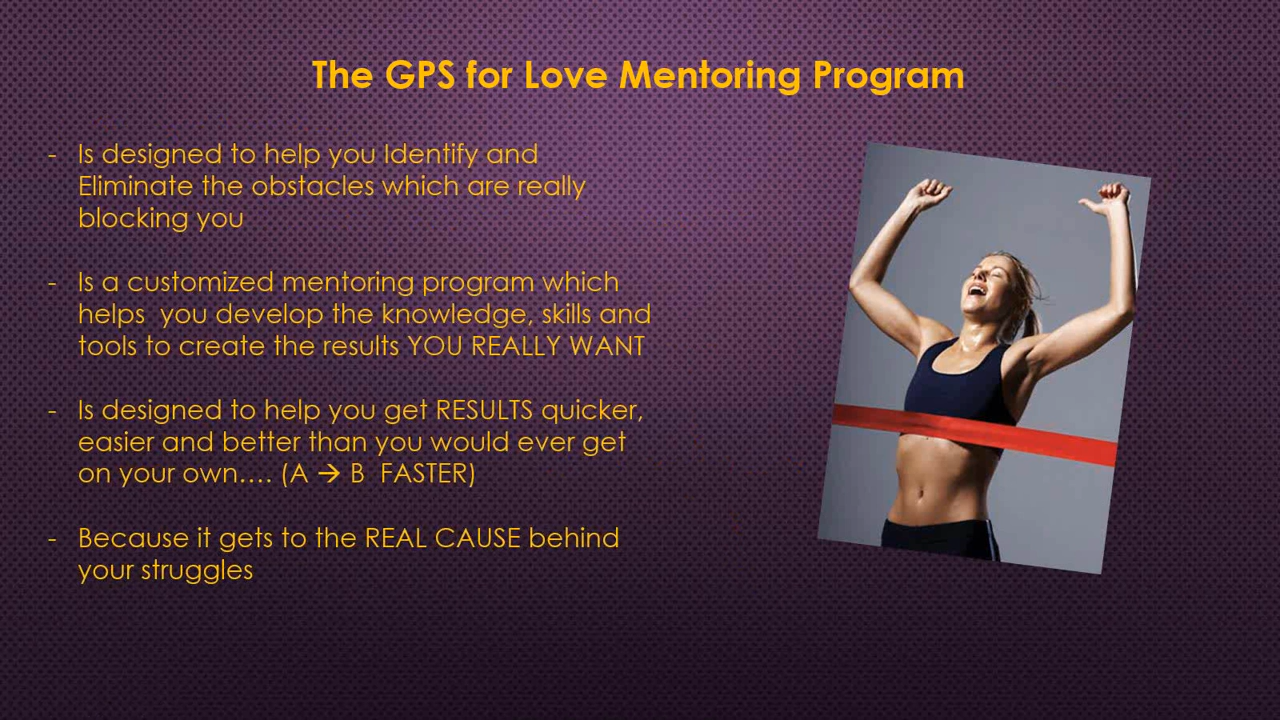 The GPS for Love Mentoring Program
- Is designed to help you Identify and
Eliminate the obstacles which are really
blocking you
- Is a customized mentoring program which
helps  you develop the knowledge, skills and
tools to create the results YOU REALLY WANT
- Is designed to help you get RESULTS quicker,
easier and better than you would ever get
on your own…. (A → B  FASTER)
- Because it gets to the REAL CAUSE behind
your struggles